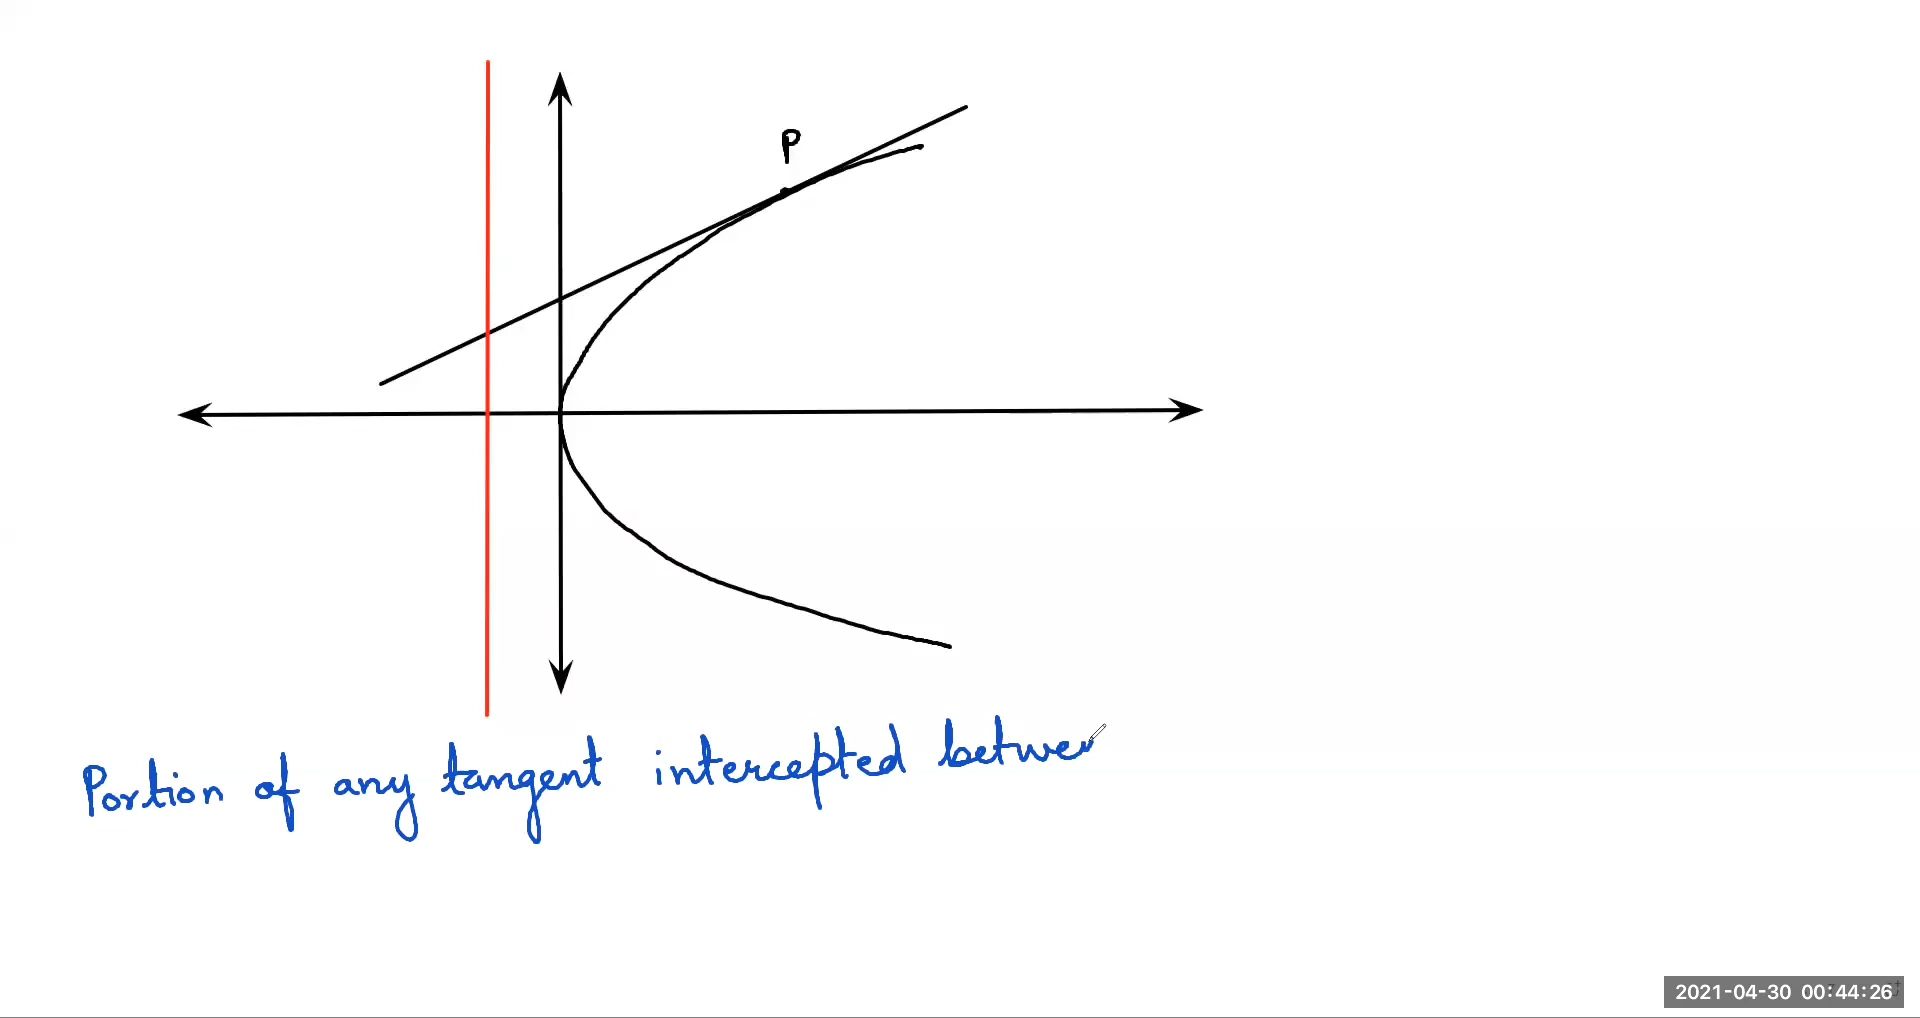 P
Portion of any tangent intercepted betwee
2021-04-30 00:44:26